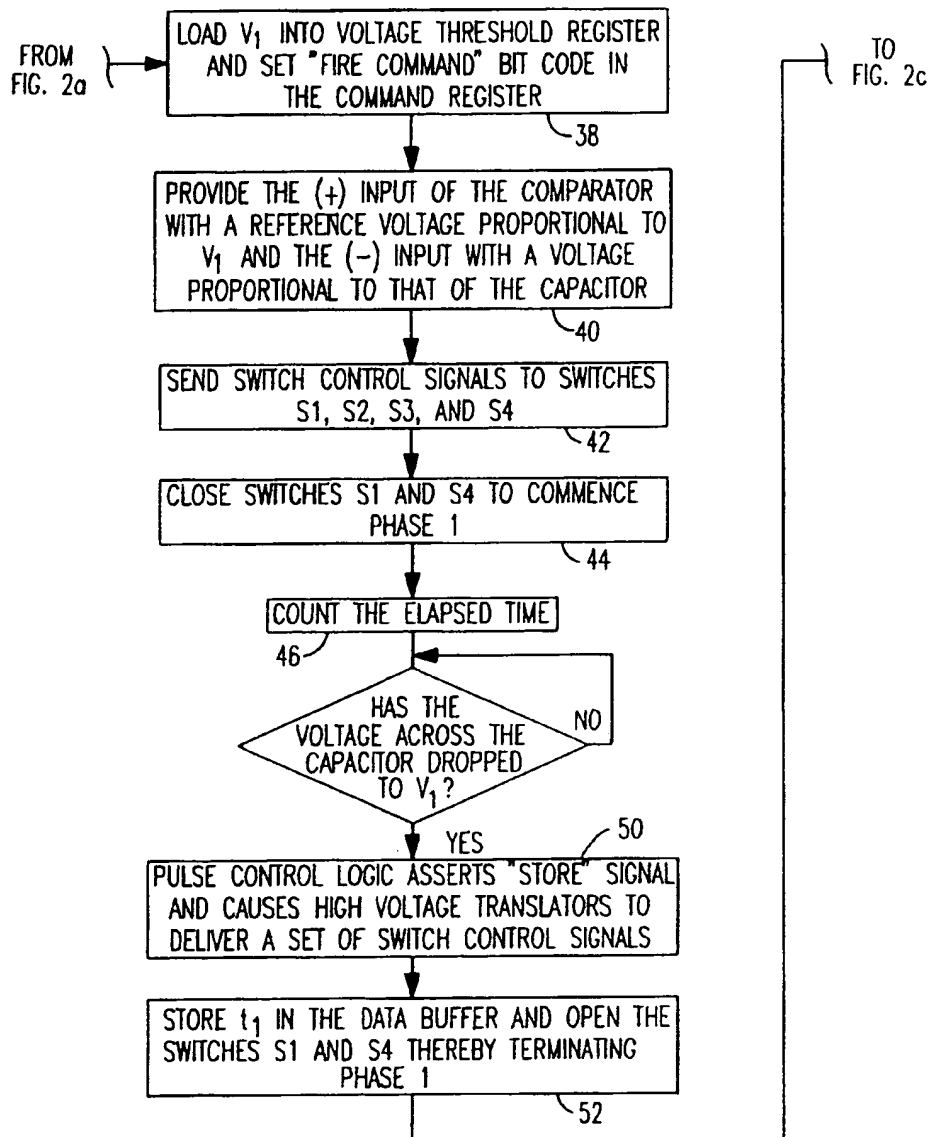 FROM
FIG. 2a
LOAD V1 INTO VOLTAGE THRESHOLD REGISTER
AND SET "FIRE COMMAND" BIT CODE IN
THE COMMAND REGISTER
38
TO
FIG. 2c
PROVIDE THE (+) INPUT OF THE COMPARATOR
WITH A REFERENCE VOLTAGE PROPORTIONAL TO
V1 AND THE (-) INPUT WITH A VOLTAGE
PROPORTIONAL TO THAT OF THE CAPACITOR
40
SEND SWITCH CONTROL SIGNALS TO SWITCHES
S1, S2, S3, AND S4
42
CLOSE SWITCHES S1 AND S4 TO COMMENCE
PHASE 1
44
COUNT THE ELAPSED TIME
46
HAS THE
VOLTAGE ACROSS THE
CAPACITOR DROPPED
TO V1?
NO
YES
50
PULSE CONTROL LOGIC ASSERTS "STORE" SIGNAL
AND CAUSES HIGH VOLTAGE TRANSLATORS TO
DELIVER A SET OF SWITCH CONTROL SIGNALS
STORE t1 IN THE DATA BUFFER AND OPEN THE
SWITCHES S1 AND S4 THEREBY TERMINATING
PHASE 1
52